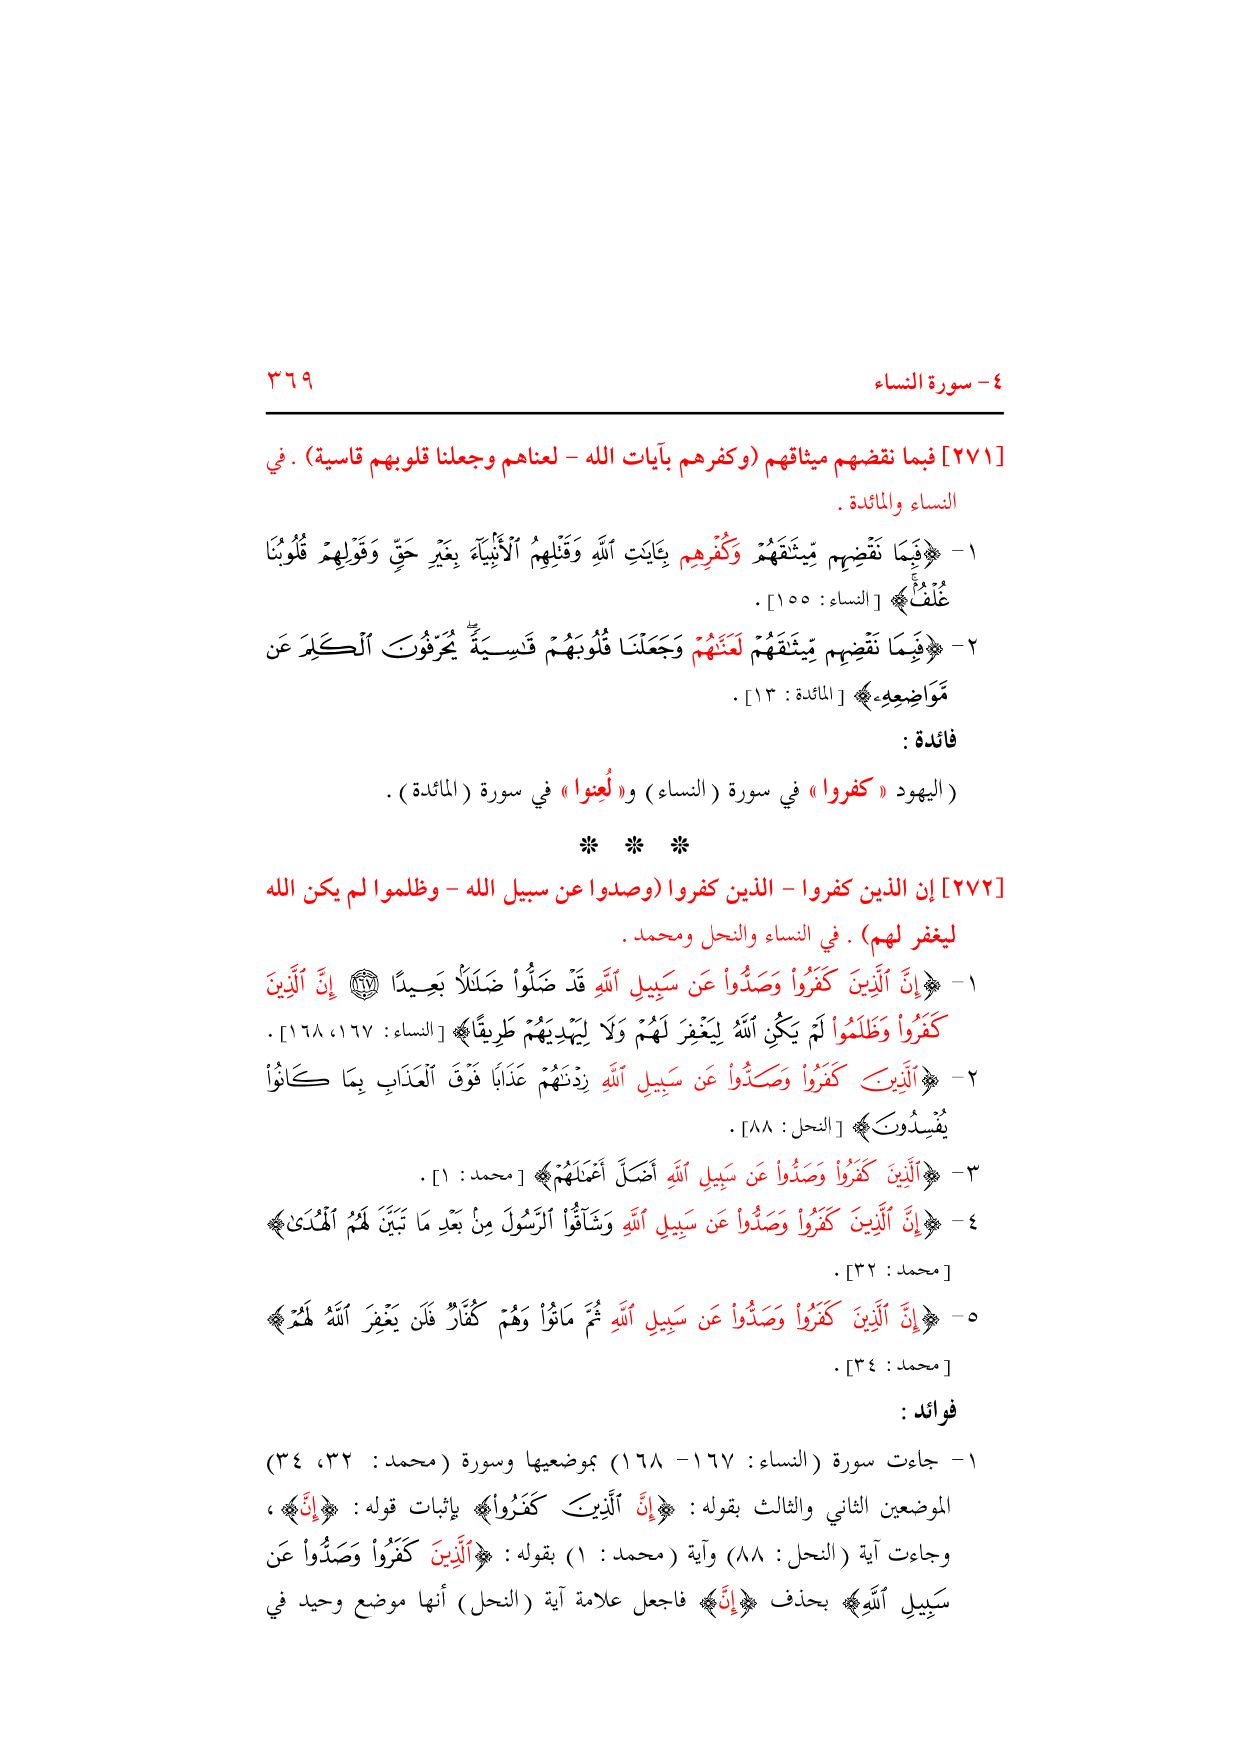 ٤- سورة النساء ٣٦٩
[٢٧١] فبما نقضهم ميثاقهم (وكفرهم بآيات الله – لعناهم وجعلنا قلوبهم قاسية) . في
النساء والمائدة .
١- ﴿فَبِمَا نَقْضِهِم مِّيثَٰقَهُمْ وَكُفْرِهِم بِـَٔايَٰتِ ٱللَّهِ وَقَتْلِهِمُ ٱلْأَنۢبِيَآءَ بِغَيْرِ حَقٍّ وَقَوْلِهِمْ قُلُوبُنَا
غُلْفٌۢ﴾ [النساء: ١٥٥] .
٢- ﴿فَبِمَا نَقْضِهِم مِّيثَٰقَهُمْ لَعَنَّٰهُمْ وَجَعَلْنَا قُلُوبَهُمْ قَٰسِيَةً ۖ يُحَرِّفُونَ ٱلْكَلِمَ عَن
مَّوَاضِعِهِۦ﴾ [المائدة : ١٣] .
فائدة :
(اليهود « كفروا » في سورة (النساء) و« لُعِنوا » في سورة (المائدة) .
❊ ❊ ❊
[٢٧٢] إن الذين كفروا – الذين كفروا (وصدوا عن سبيل الله – وظلموا لم يكن الله
ليغفر لهم) . في النساء والنحل ومحمد .
١- ﴿إِنَّ ٱلَّذِينَ كَفَرُوا۟ وَصَدُّوا۟ عَن سَبِيلِ ٱللَّهِ قَدْ ضَلُّوا۟ ضَلَٰلًۢا بَعِيدًا ١٦٧ إِنَّ ٱلَّذِينَ
كَفَرُوا۟ وَظَلَمُوا۟ لَمْ يَكُنِ ٱللَّهُ لِيَغْفِرَ لَهُمْ وَلَا لِيَهْدِيَهُمْ طَرِيقًا﴾ [النساء: ١٦٧، ١٦٨] .
٢- ﴿ٱلَّذِينَ كَفَرُوا۟ وَصَدُّوا۟ عَن سَبِيلِ ٱللَّهِ زِدْنَٰهُمْ عَذَابًا فَوْقَ ٱلْعَذَابِ بِمَا كَانُوا۟
يُفْسِدُونَ﴾ [النحل: ٨٨] .
٣- ﴿ٱلَّذِينَ كَفَرُوا۟ وَصَدُّوا۟ عَن سَبِيلِ ٱللَّهِ أَضَلَّ أَعْمَٰلَهُمْ﴾ [محمد: ١] .
٤- ﴿إِنَّ ٱلَّذِينَ كَفَرُوا۟ وَصَدُّوا۟ عَن سَبِيلِ ٱللَّهِ وَشَآقُّوا۟ ٱلرَّسُولَ مِنۢ بَعْدِ مَا تَبَيَّنَ لَهُمُ ٱلْهُدَىٰ﴾
[محمد: ٣٢] .
٥- ﴿إِنَّ ٱلَّذِينَ كَفَرُوا۟ وَصَدُّوا۟ عَن سَبِيلِ ٱللَّهِ ثُمَّ مَاتُوا۟ وَهُمْ كُفَّارٌ فَلَن يَغْفِرَ ٱللَّهُ لَهُمْ﴾
[محمد: ٣٤] .
فوائد :
١- جاءت سورة (النساء: ١٦٧- ١٦٨) بموضعيها وسورة (محمد: ٣٢، ٣٤)
الموضعين الثاني والثالث بقوله: ﴿إِنَّ ٱلَّذِينَ كَفَرُوا۟﴾ بإثبات قوله: ﴿إِنَّ﴾،
وجاءت آية (النحل: ٨٨) وآية (محمد: ١) بقوله: ﴿ٱلَّذِينَ كَفَرُوا۟ وَصَدُّوا۟ عَن
سَبِيلِ ٱللَّهِ﴾ بحذف ﴿إِنَّ﴾ فاجعل علامة آية (النحل) أنها موضع وحيد في